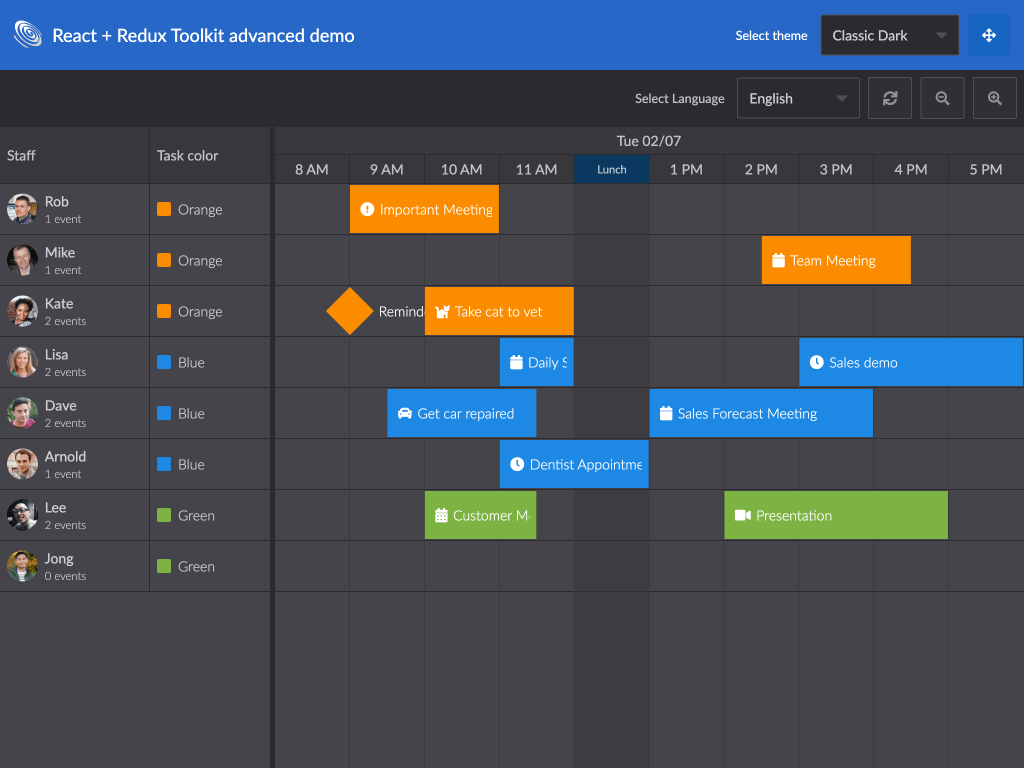 React + Redux Toolkit advanced demo
Select theme
Classic Dark
Select Language
English
Staff
Task color
Tue 02/07
8 AM
9 AM
10 AM
11 AM
Lunch
1 PM
2 PM
3 PM
4 PM
5 PM
Rob
1 event
Orange
Important Meeting
Mike
1 event
Orange
Team Meeting
Kate
2 events
Orange
Remind
Take cat to vet
Lisa
2 events
Blue
Daily S
Sales demo
Dave
2 events
Blue
Get car repaired
Sales Forecast Meeting
Arnold
1 event
Blue
Dentist Appointme
Lee
2 events
Green
Customer M
Presentation
Jong
0 events
Green